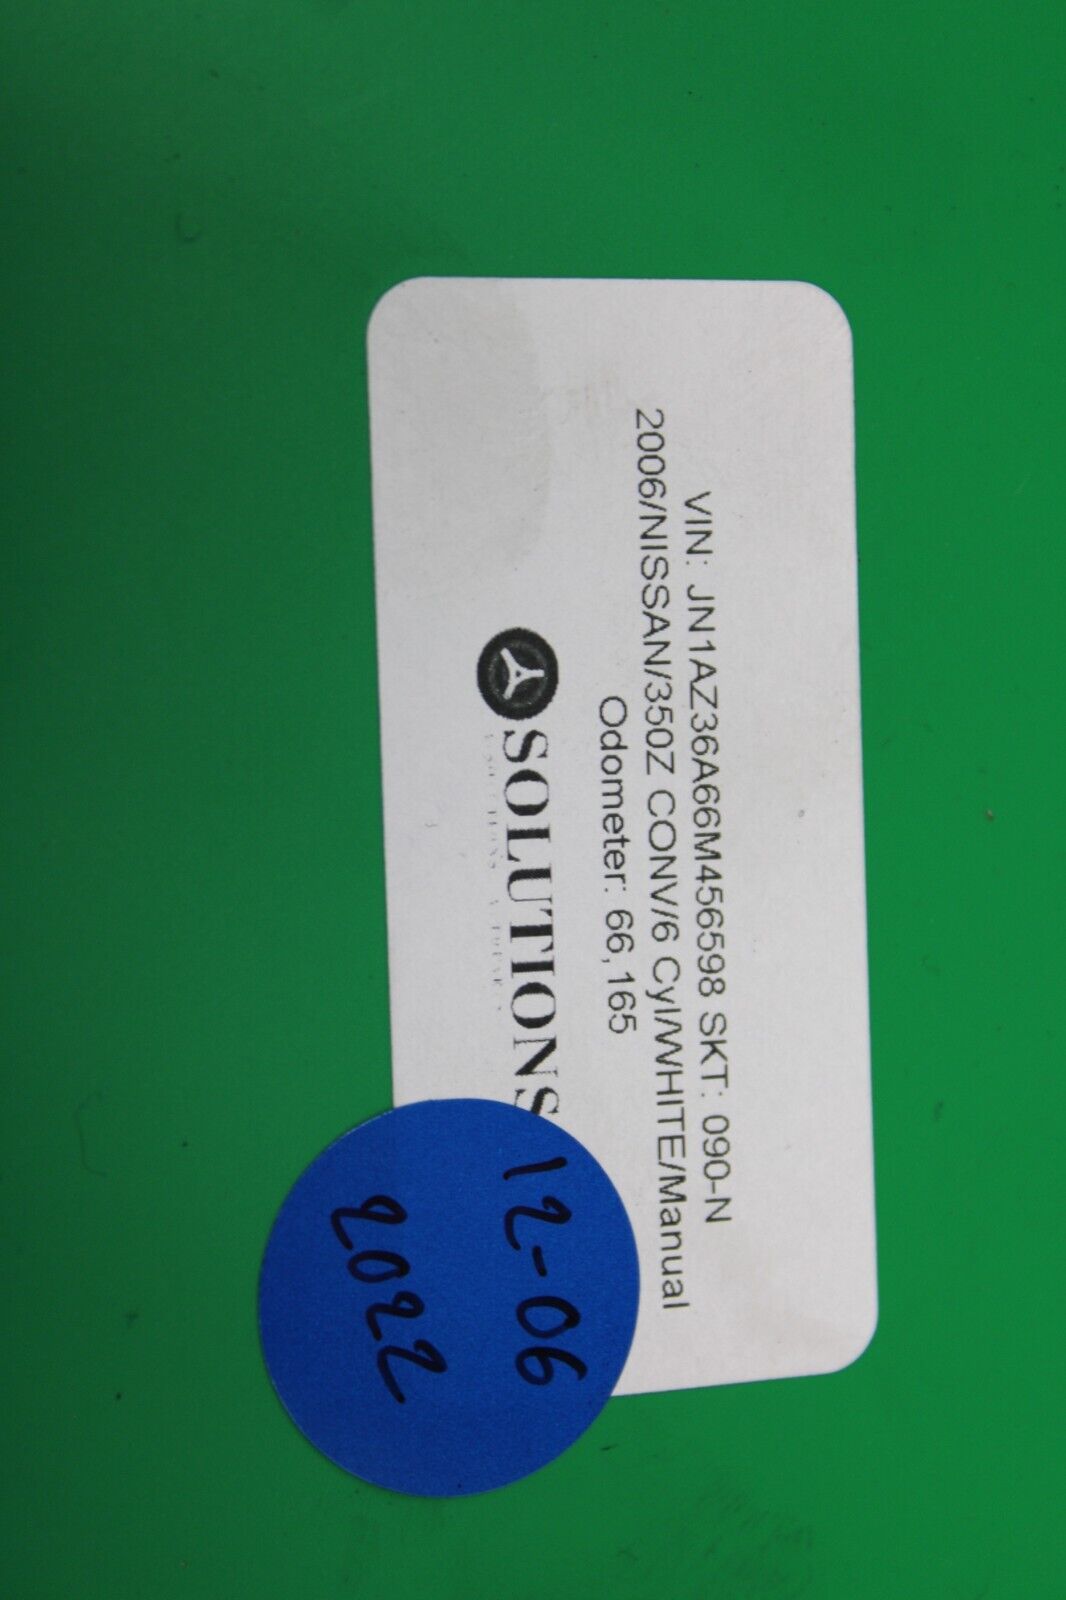 VIN: JN1AZ36A66M456598 SKT: 090-N
2006/NISSAN/350Z CONV/6 Cyl/WHITE/Manual
Odometer: 66,165
SOLUTIONS
12-06
2022